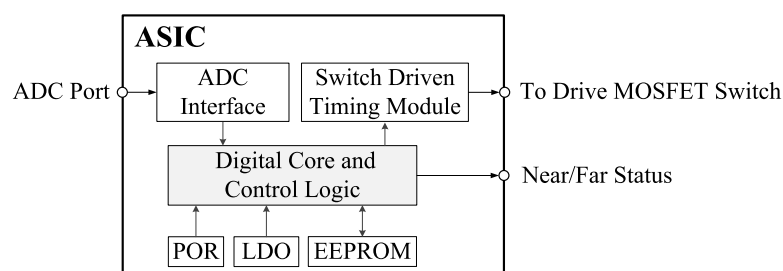 ASIC
ADC Port
ADC
Interface
Switch Driven
Timing Module
To Drive MOSFET Switch
Digital Core and
Control Logic
Near/Far Status
POR
LDO
EEPROM